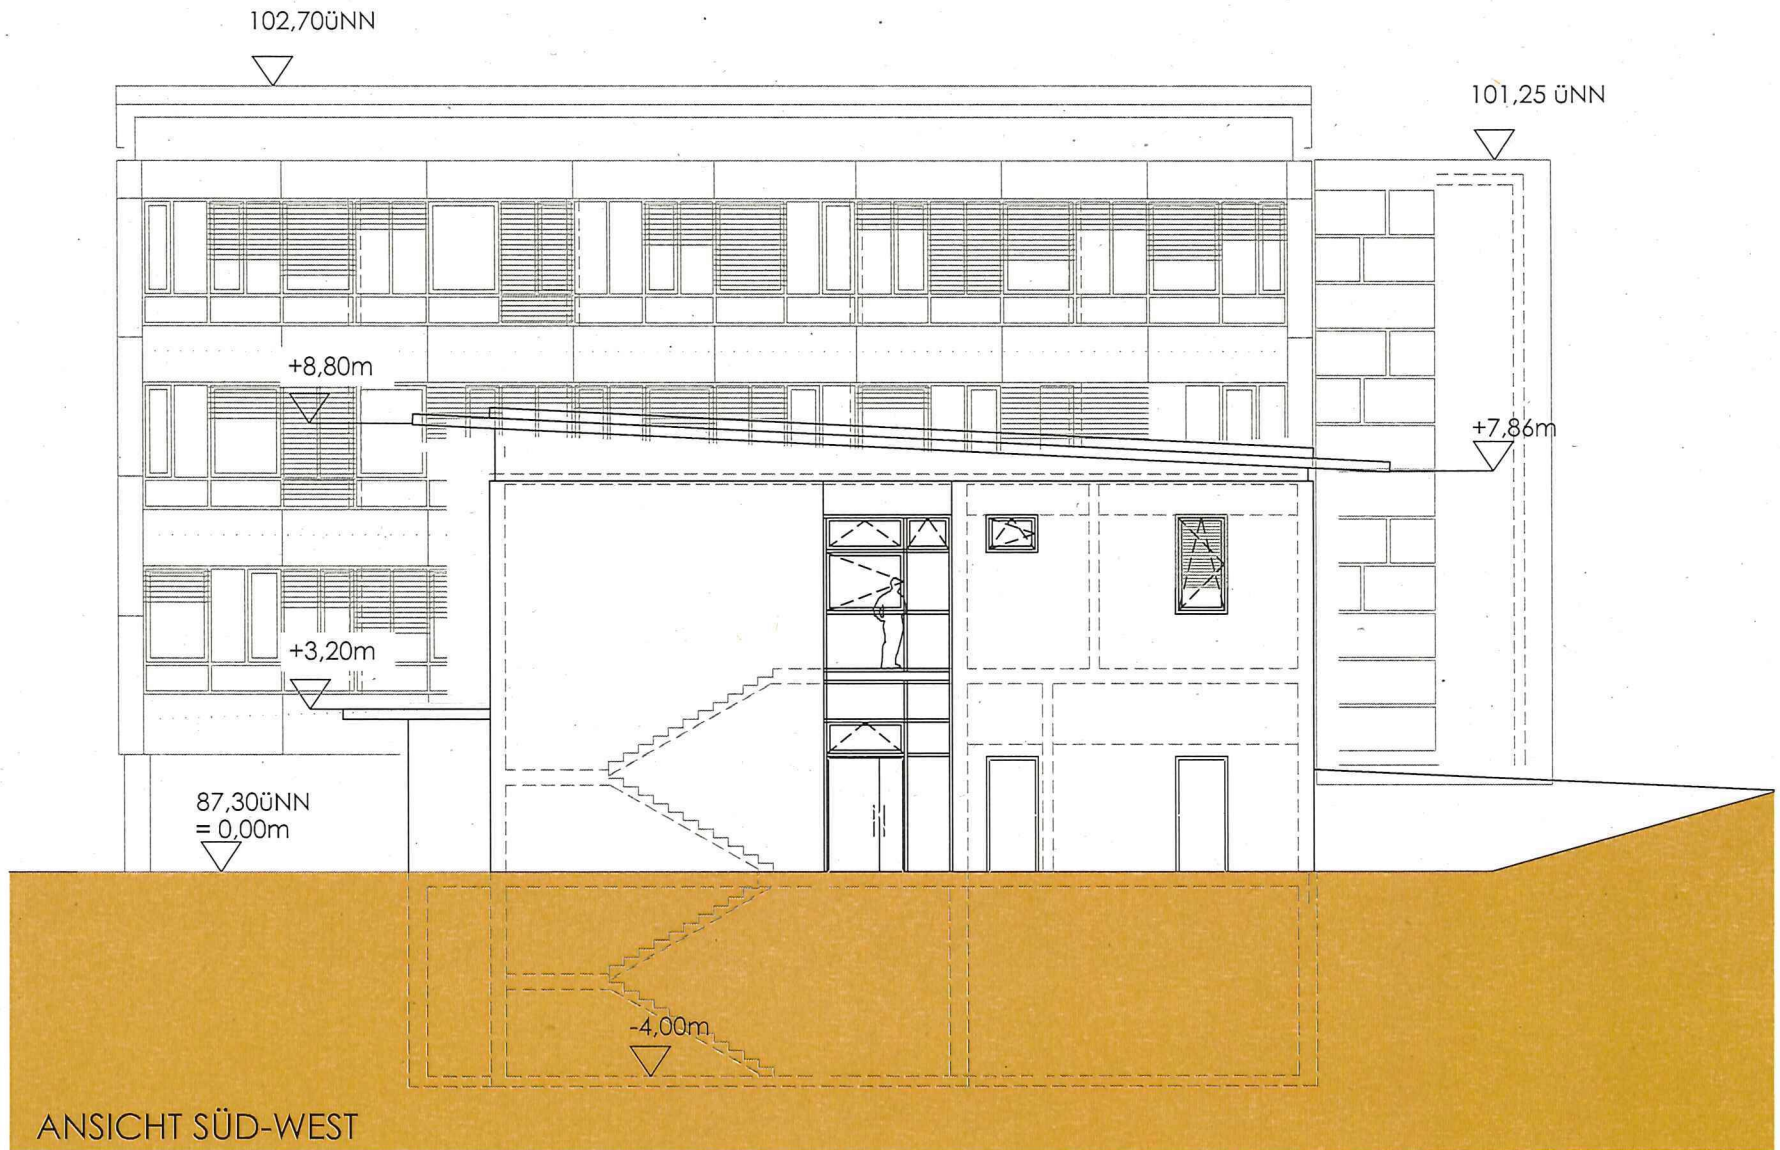 102,70üNN
101,25 üNN
+8,80m
+7,86m
+3,20m
87,30üNN
= 0,00m
-4,00m
ANSICHT SÜD-WEST